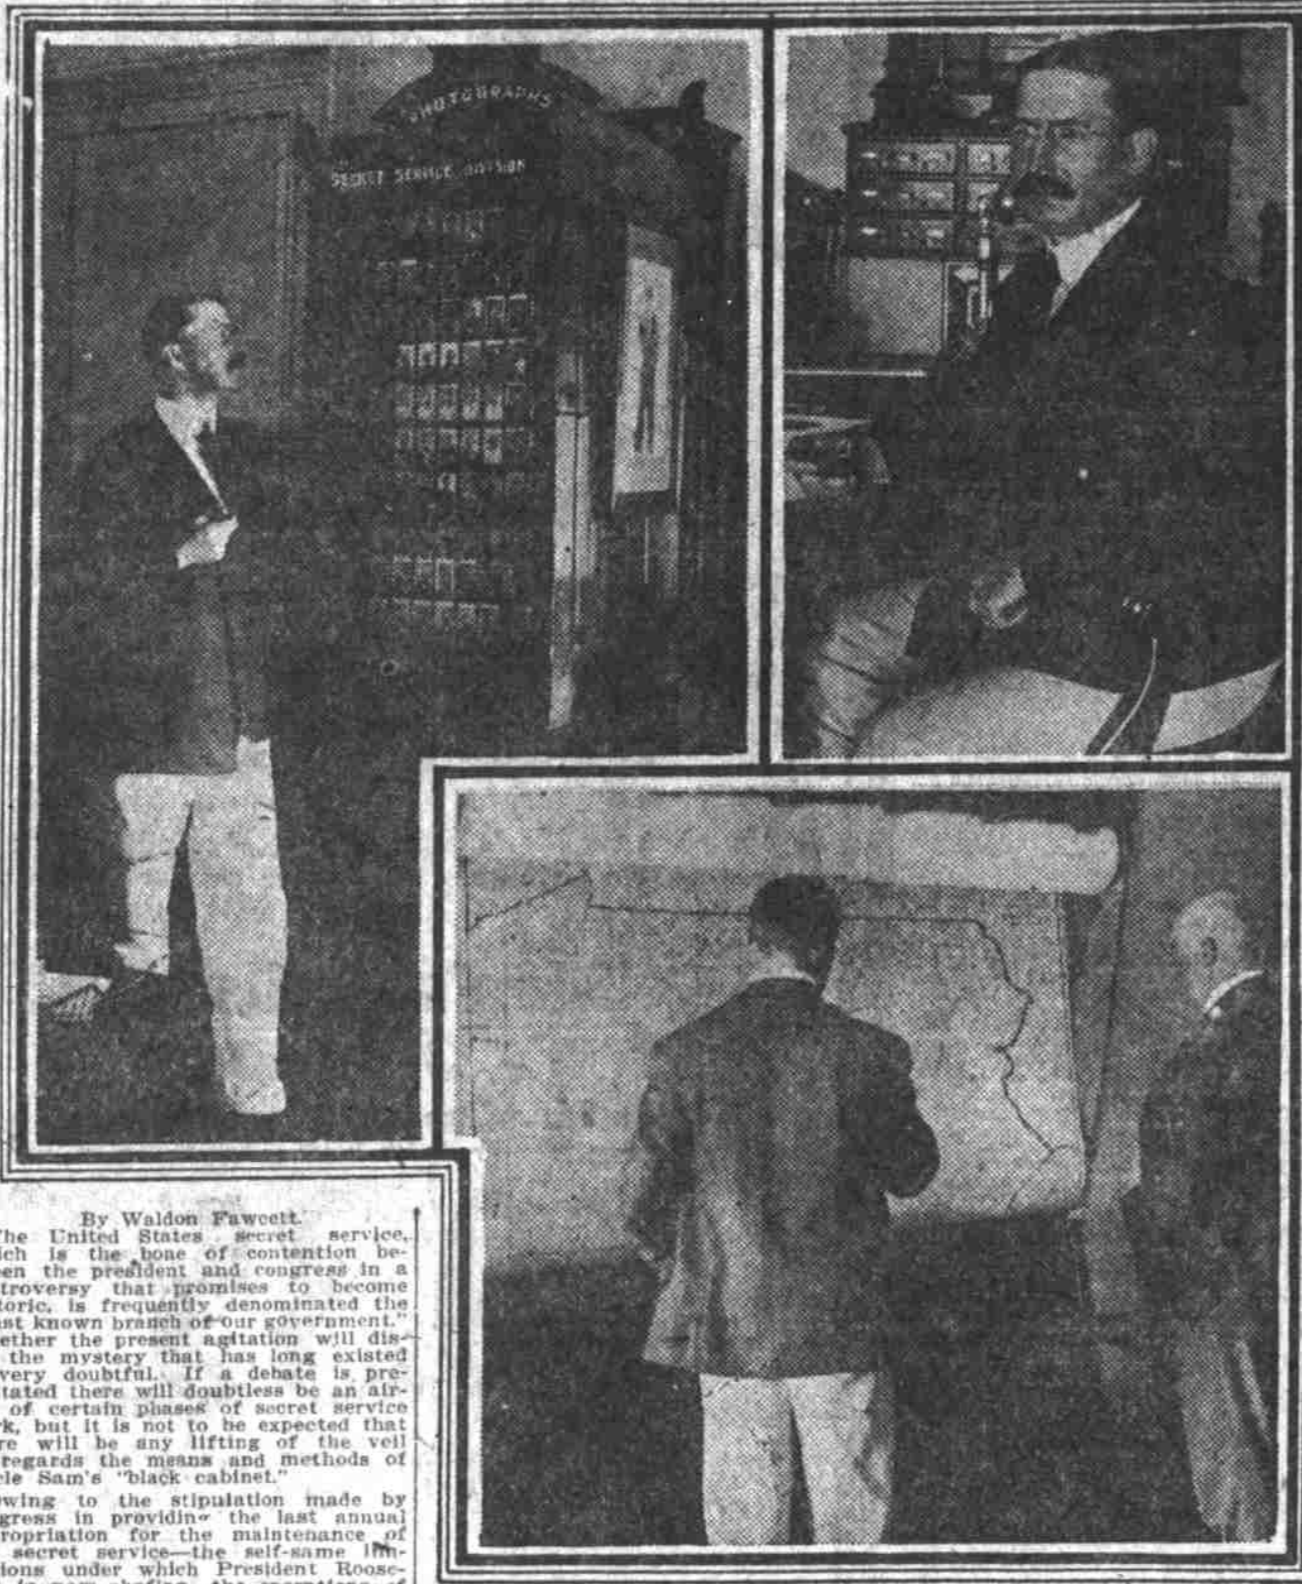 PHOTOGRAPHS
SECRET SERVICE DIVISION
By Waldon Fawcett.
he United States secret service,
ich is the bone of contention be-
en the president and congress in a
troversy that promises to become
toric, is frequently denominated the
st known branch of our government."
ether the present agitation will dis-
the mystery that has long existed
very doubtful. If a debate is pre-
tated there will doubtless be an air-
of certain phases of secret service
rk, but it is not to be expected that
re will be any lifting of the veil
regards the means and methods of
cle Sam's "black cabinet."
wing to the stipulation made by
gress in providing the last annual
ropriation for the maintenance of
secret service—the self-same lim-
tions under which President Roose-